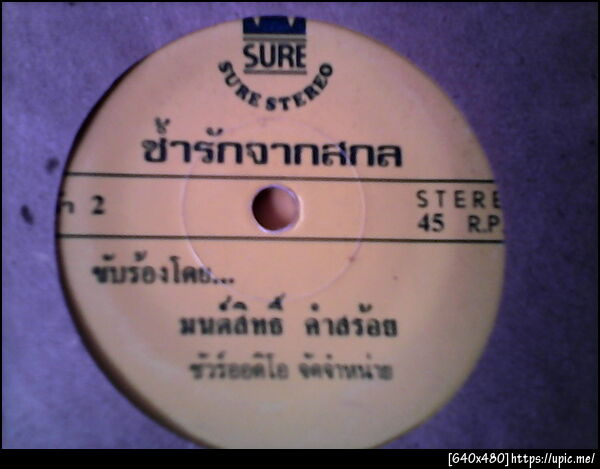 SURE
SURE STEREO
ช้ำรักจากสกล
2
STERE
45 R.P.
ขับร้องโดย...
มนต์สิทธิ์ คำสร้อย
ชัวร์ออดิโอ จัดจำหน่าย
[640x480]https://upic.me/